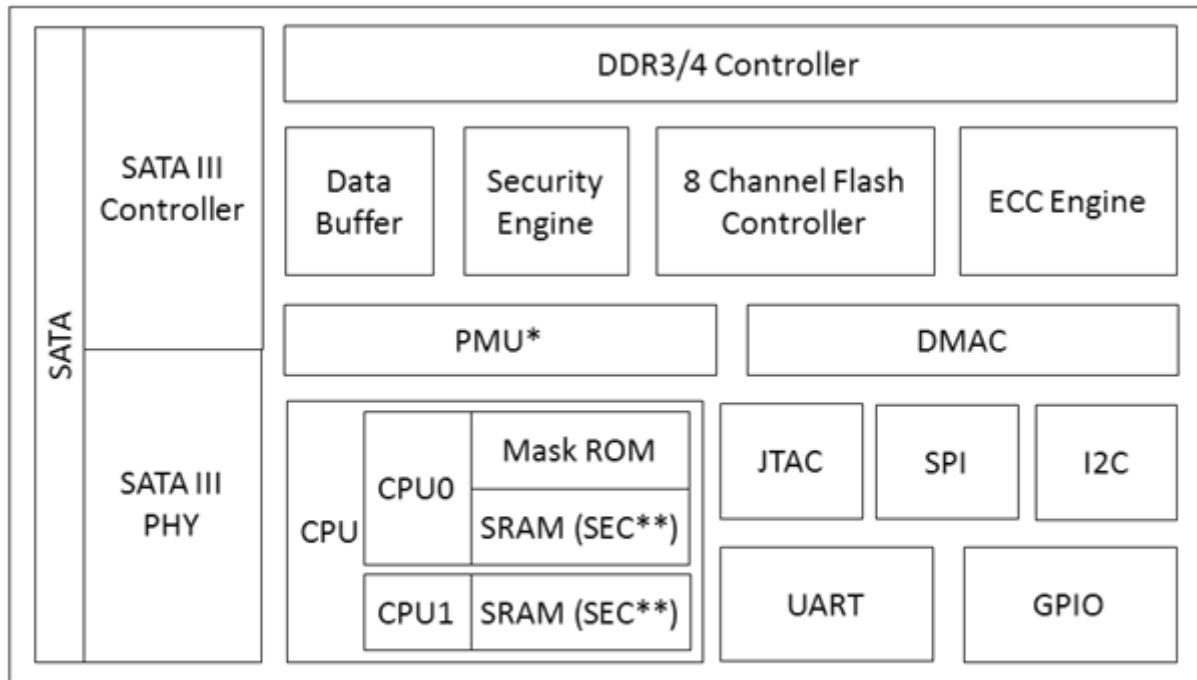 SATA
SATA III
Controller
SATA III
PHY
DDR3/4 Controller
Data
Buffer
Security
Engine
8 Channel Flash
Controller
ECC Engine
PMU*
DMAC
CPU
CPU0
Mask ROM
SRAM (SEC**)
CPU1
SRAM (SEC**)
JTAC
SPI
I2C
UART
GPIO